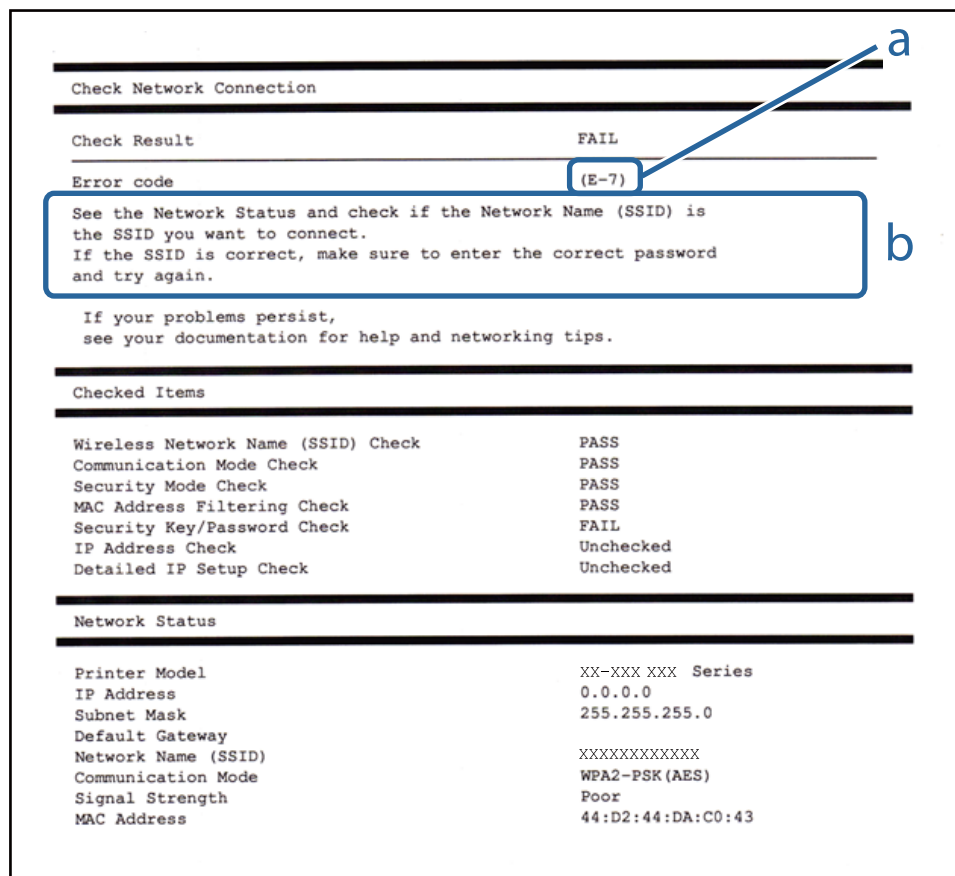 a
Check Network Connection
Check Result FAIL
Error code (E-7)
See the Network Status and check if the Network Name (SSID) is
the SSID you want to connect.
If the SSID is correct, make sure to enter the correct password
and try again.
b
If your problems persist,
see your documentation for help and networking tips.
Checked Items
Wireless Network Name (SSID) Check PASS
Communication Mode Check PASS
Security Mode Check PASS
MAC Address Filtering Check PASS
Security Key/Password Check FAIL
IP Address Check Unchecked
Detailed IP Setup Check Unchecked
Network Status
Printer Model XX-XXX XXX Series
IP Address 0.0.0.0
Subnet Mask 255.255.255.0
Default Gateway
Network Name (SSID) XXXXXXXXXXXX
Communication Mode WPA2-PSK(AES)
Signal Strength Poor
MAC Address 44:D2:44:DA:C0:43